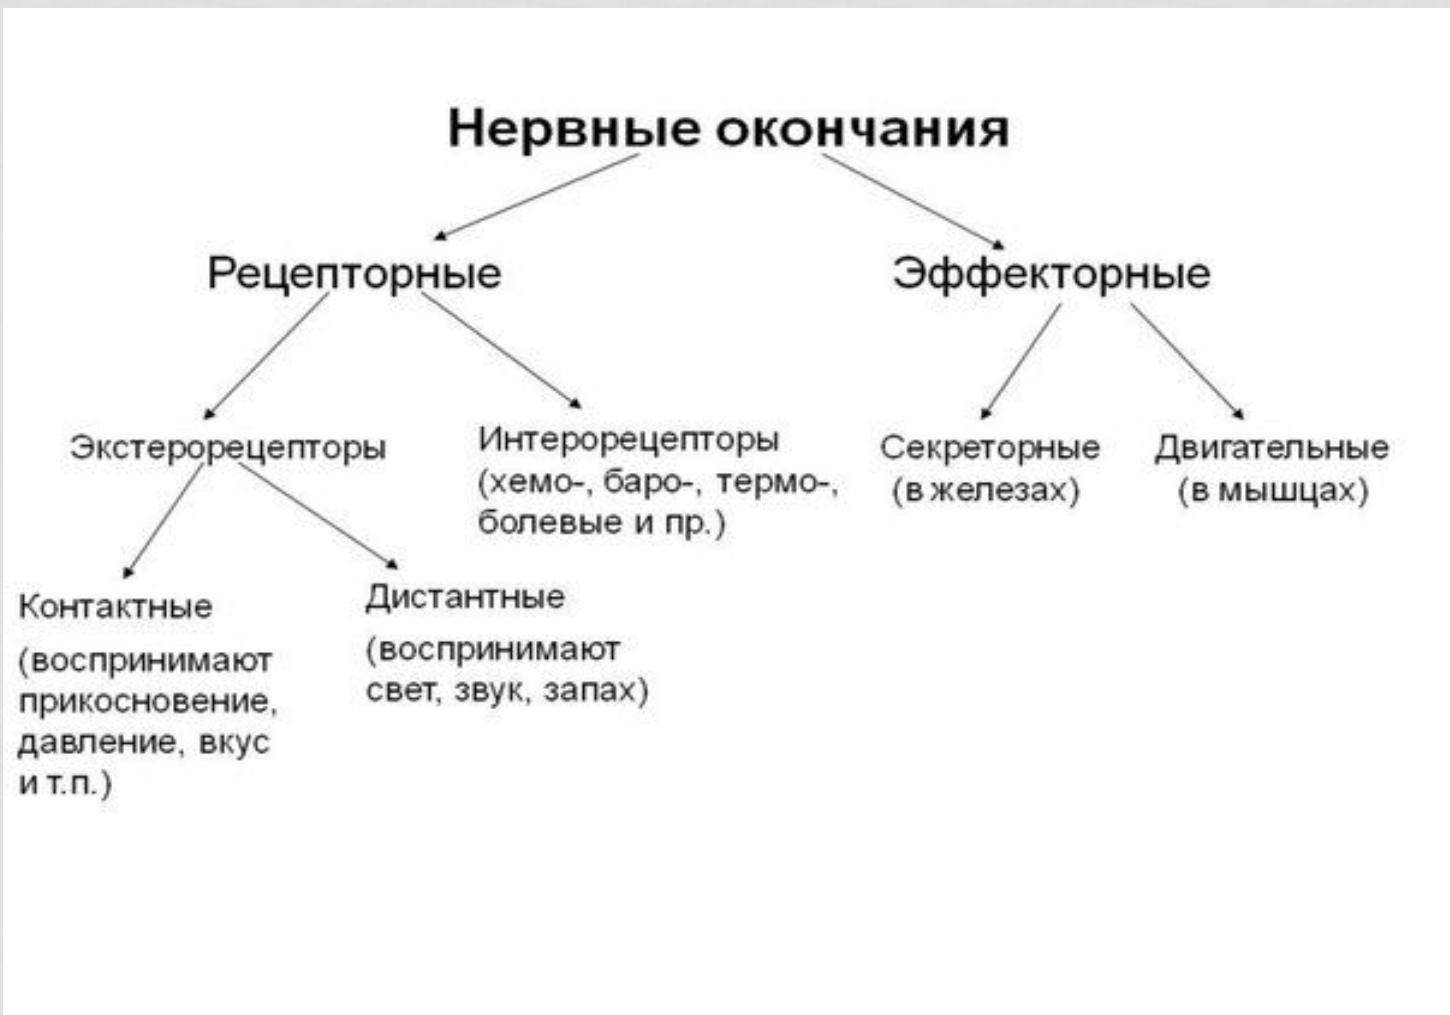 Нервные окончания
Рецепторные
Эффекторные
Экстерорецепторы
Интерорецепторы
(хемо-, баро-, термо-,
болевые и пр.)
Секреторные
(в железах)
Двигательные
(в мышцах)
Контактные
(воспринимают
прикосновение,
давление, вкус
и т.п.)
Дистантные
(воспринимают
свет, звук, запах)